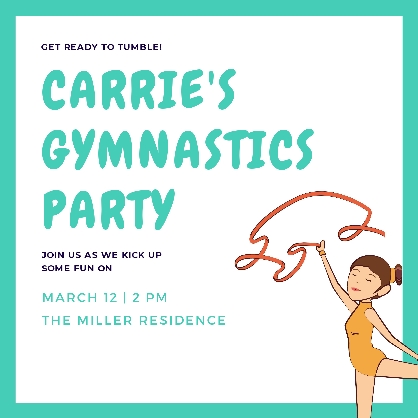 GET READY TO TUMBLE!
CARRIE'S
GYMNASTICS
PARTY
JOIN US AS WE KICK UP
SOME FUN ON
MARCH 12 | 2 PM
THE MILLER RESIDENCE